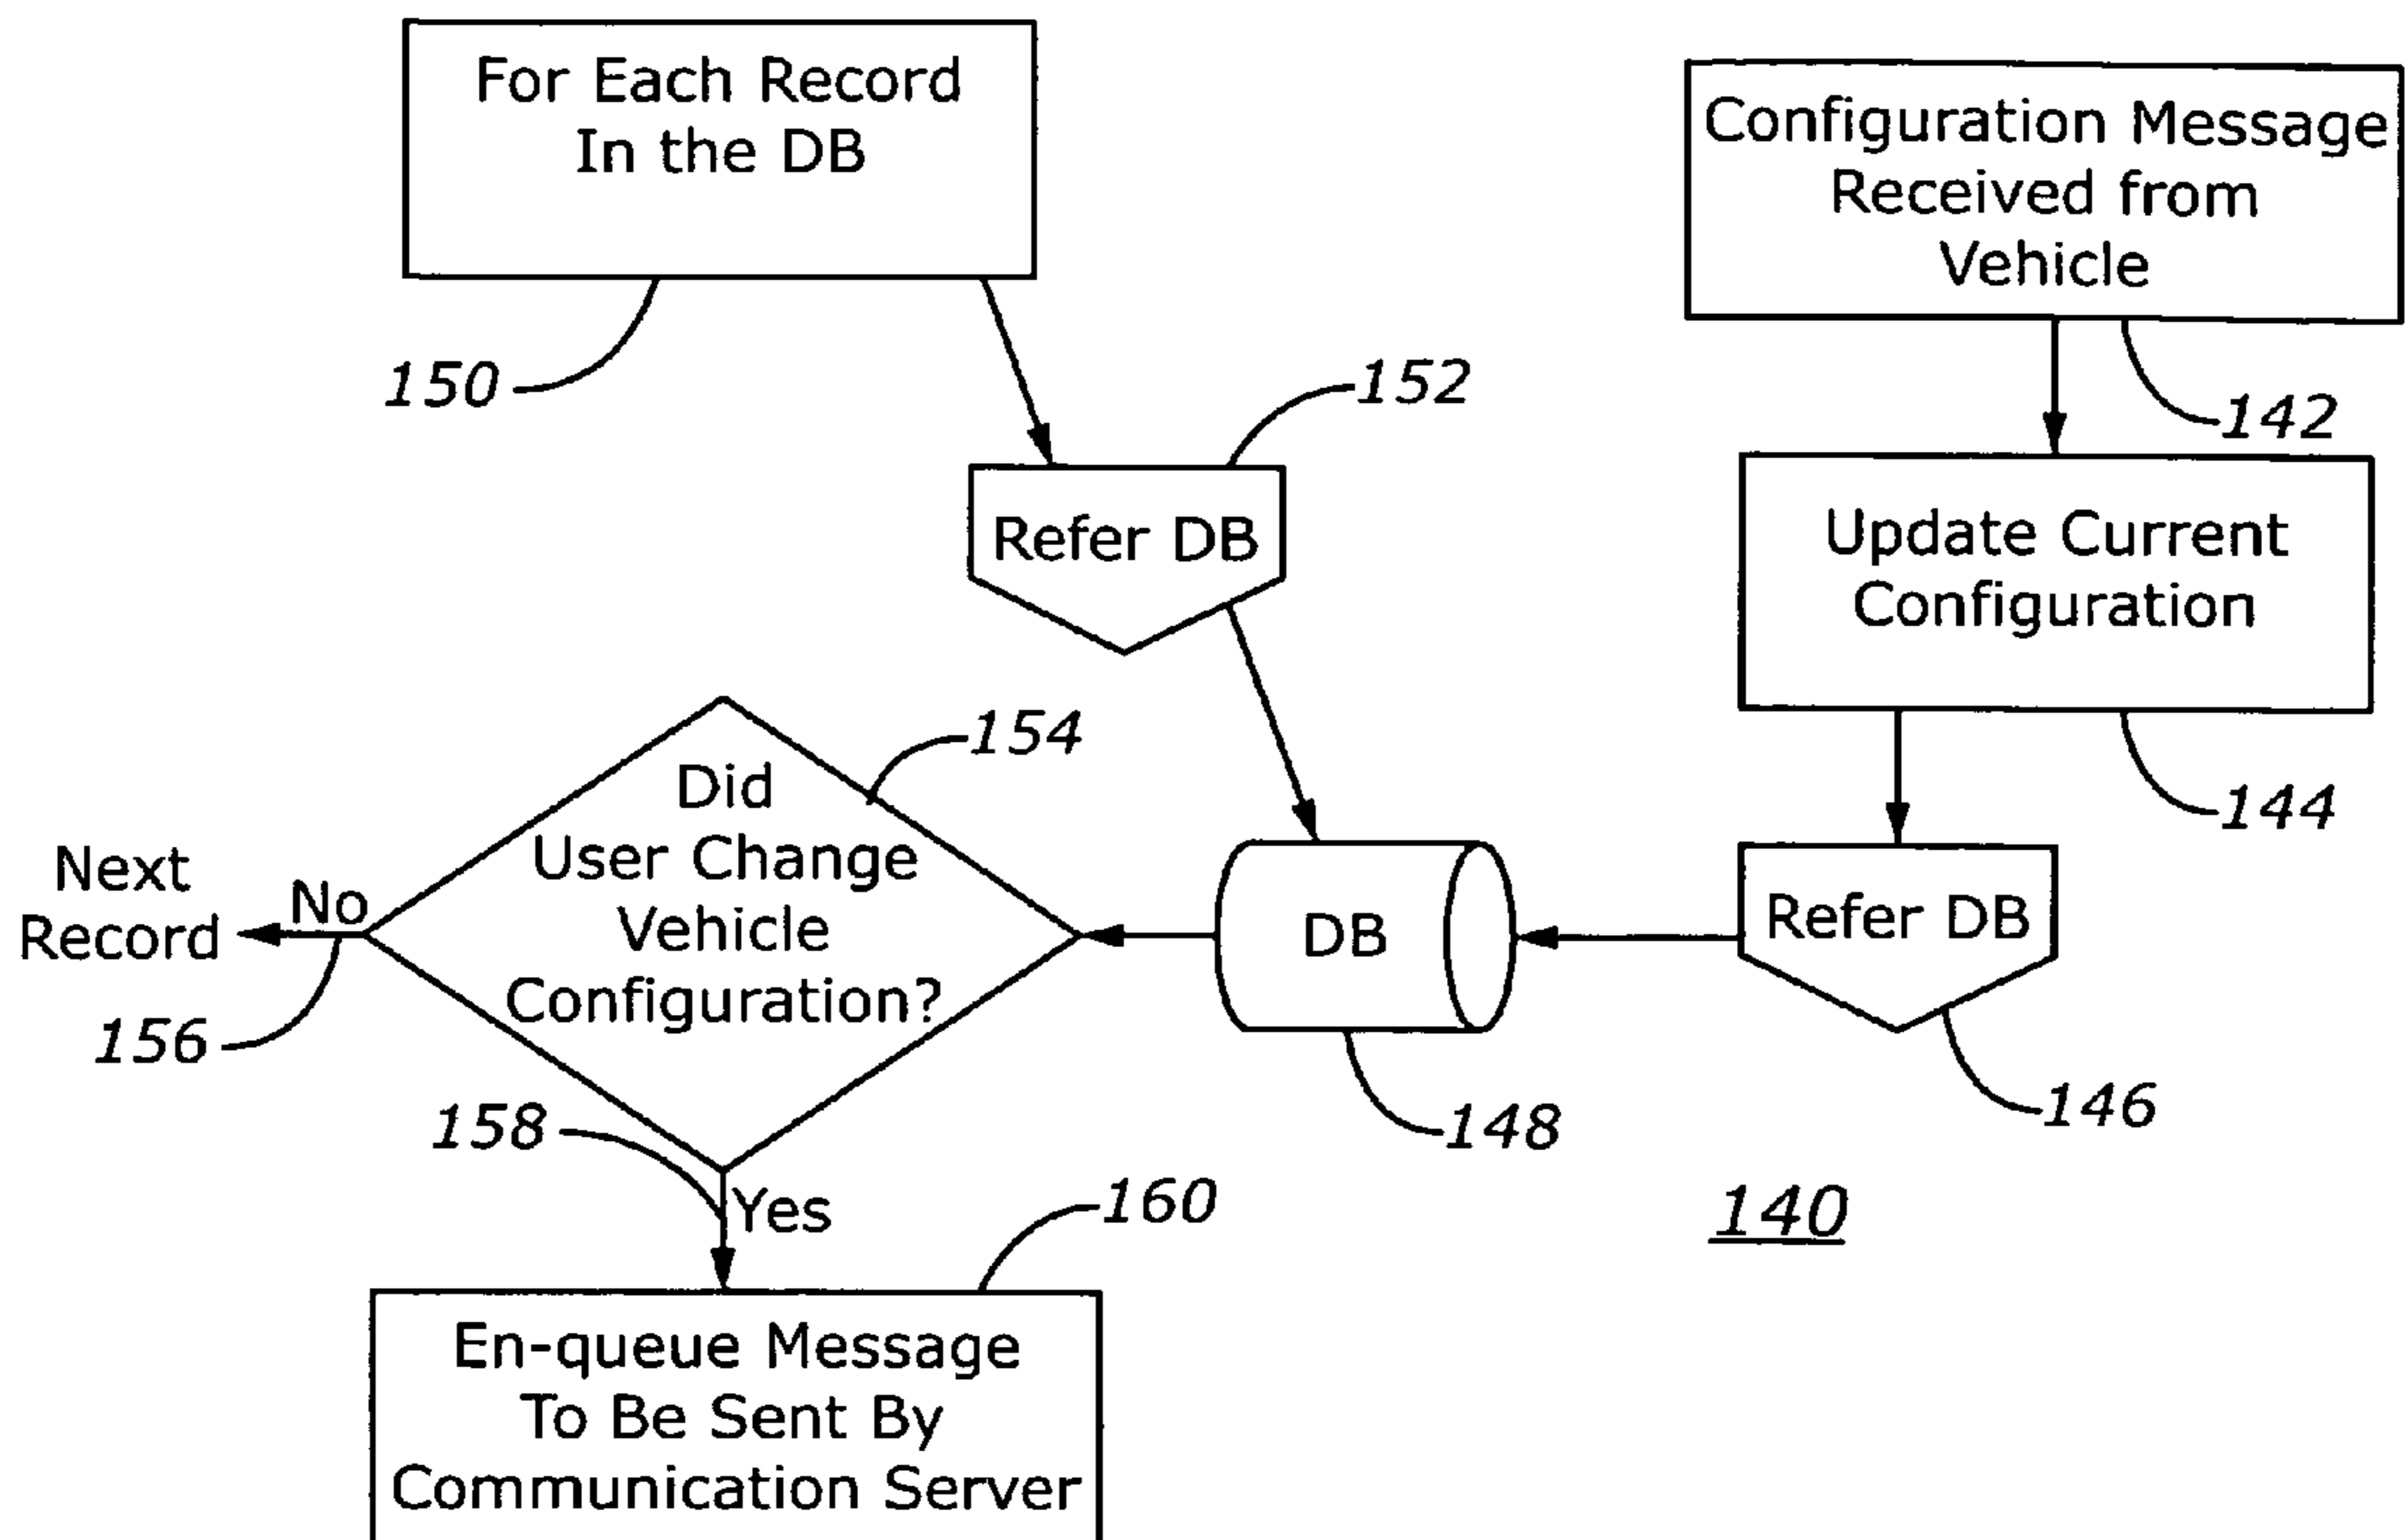 For Each Record
In the DB
150
Configuration Message
Received from
Vehicle
142
152
Refer DB
Update Current
Configuration
144
154
Did
User Change
Vehicle
Configuration?
Next
Record
No
156
DB
148
Refer DB
146
158
Yes
160
140
En-queue Message
To Be Sent By
Communication Server